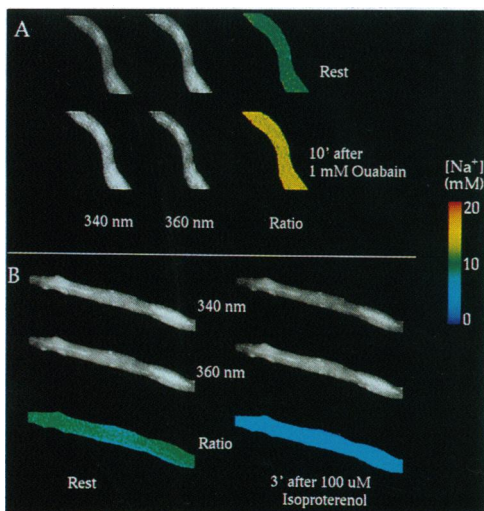 A
Rest
10' after
1 mM Ouabain
340 nm
360 nm
Ratio
[Na+]
(mM)
20
10
0
B
340 nm
360 nm
Ratio
Rest
3' after 100 uM
Isoproterenol